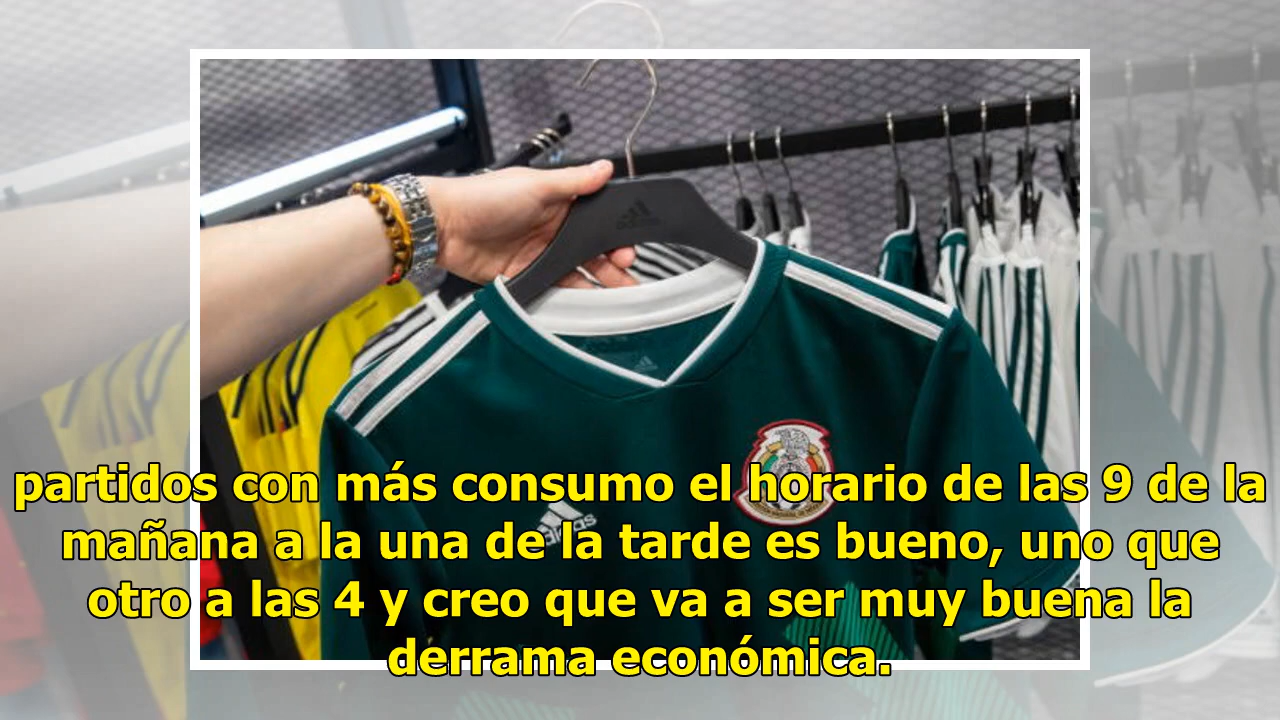 partidos con más consumo el horario de las 9 de la
mañana a la una de la tarde es bueno, uno que
otro a las 4 y creo que va a ser muy buena la
derrama económica.
adidas